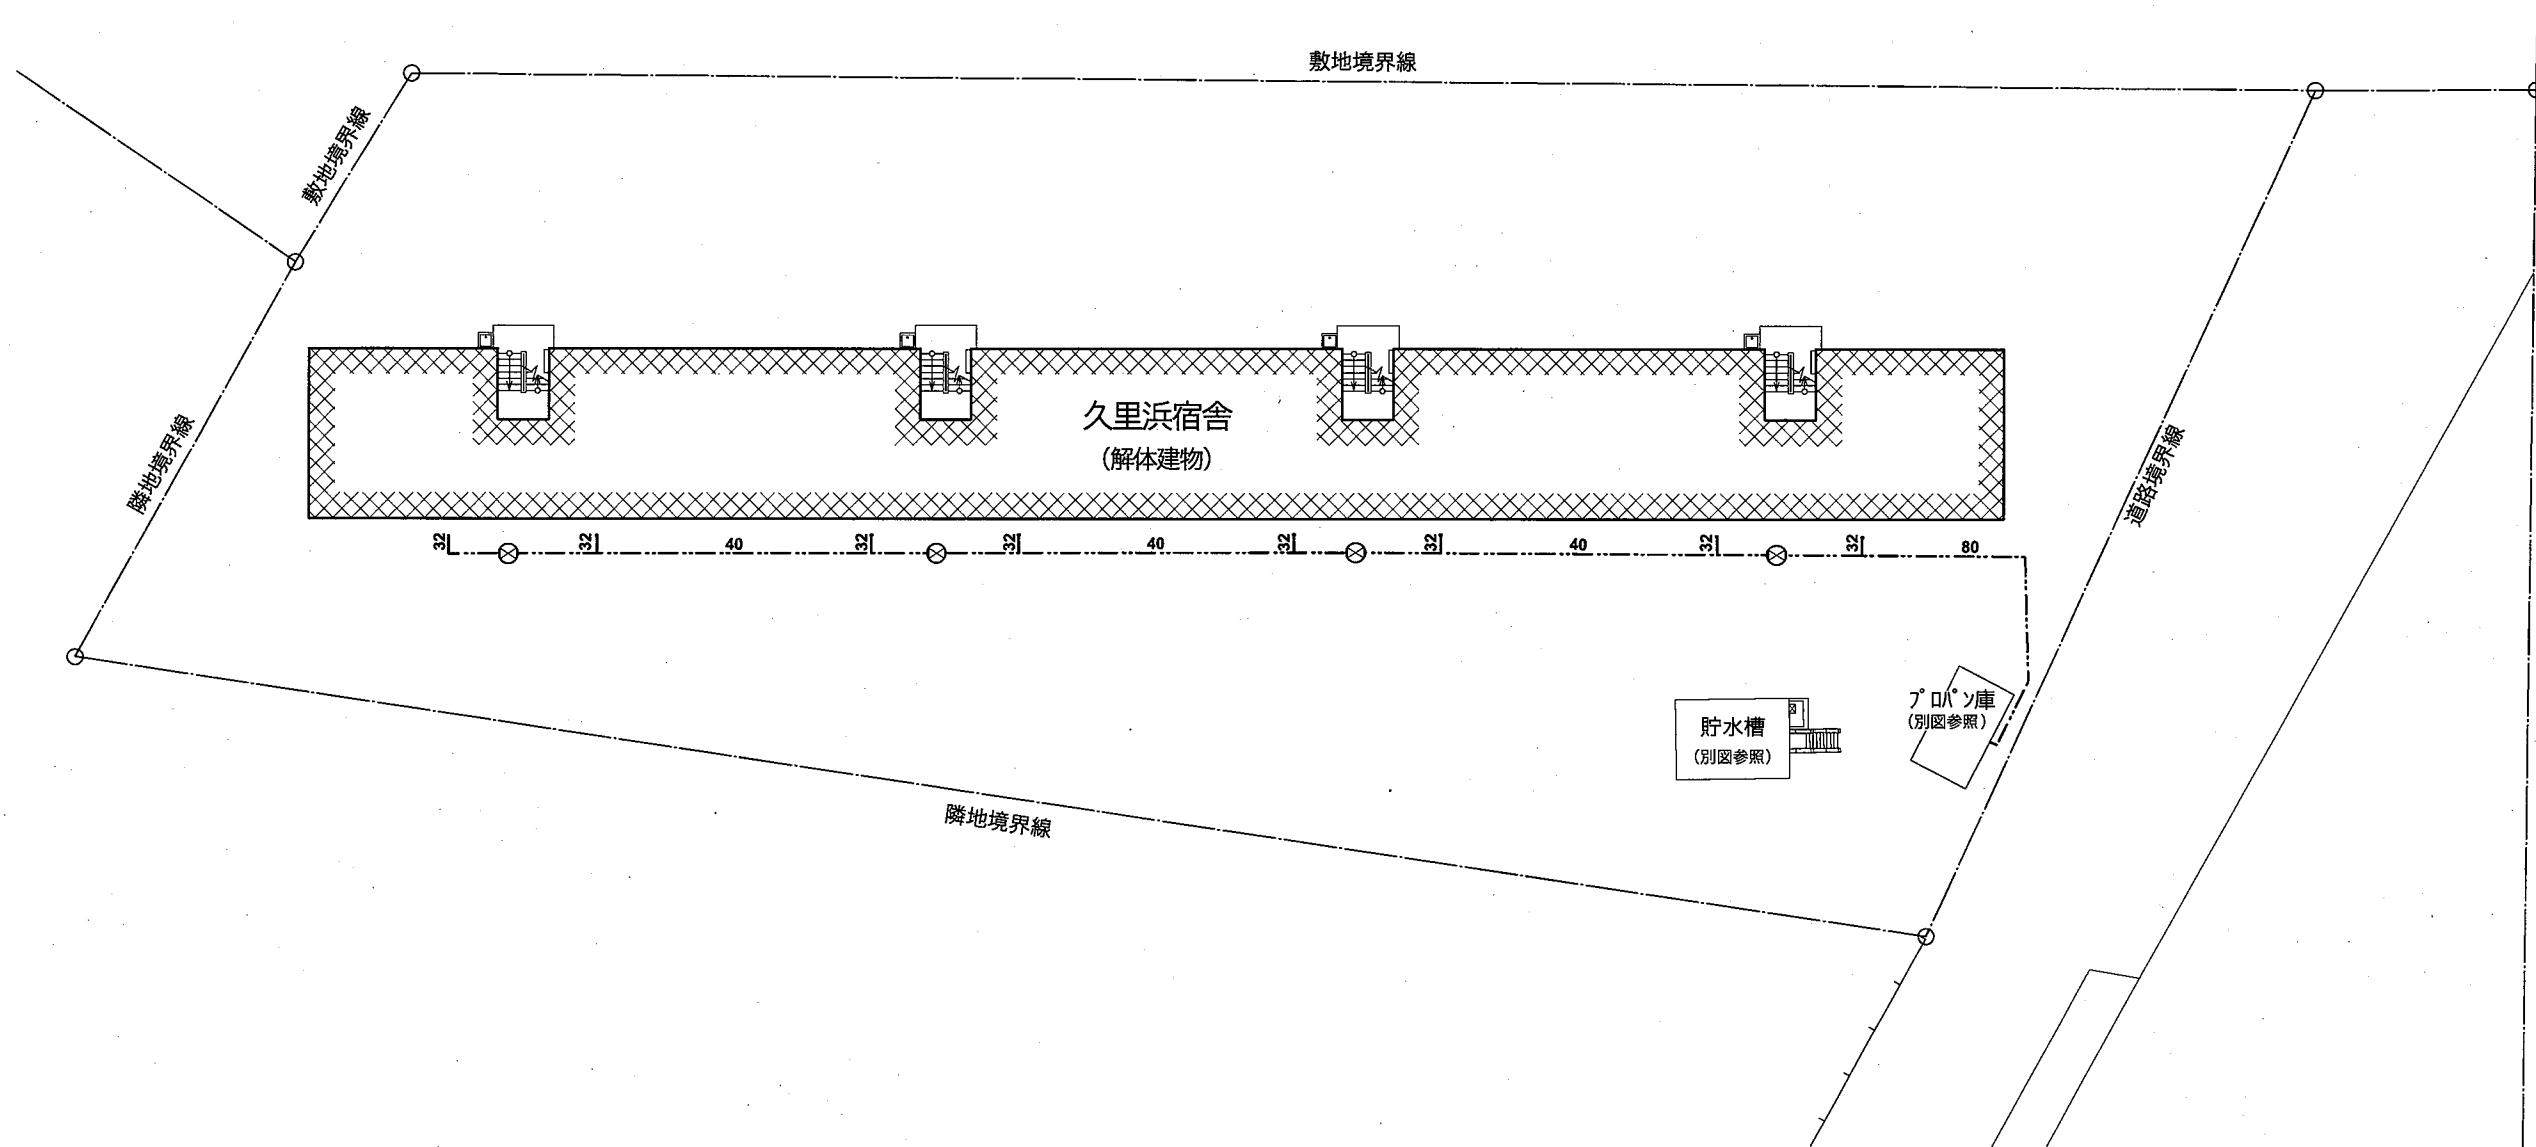 敷地境界線
敷地境界線
隣地境界線
久里浜宿舎
(解体建物)
道路境界線
32
32
40
32
32
40
32
32
40
32
32
80
プロパン庫
(別図参照)
貯水槽
(別図参照)
隣地境界線